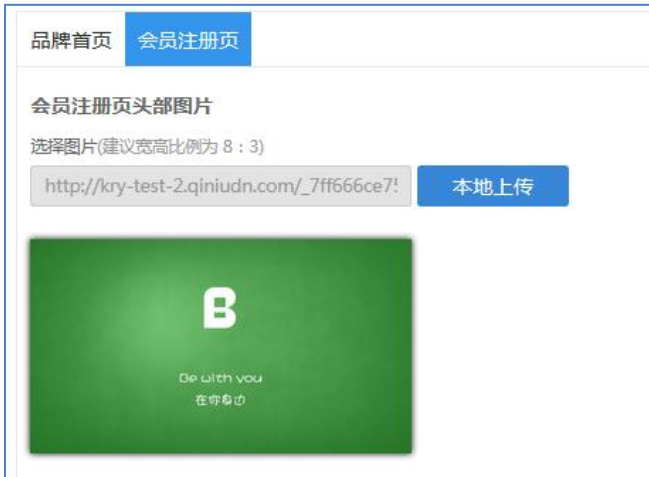 品牌首页 会员注册页
会员注册页头部图片
选择图片(建议宽高比例为 8：3)
http://kry-test-2.qiniudn.com/_7ff666ce75
本地上传
B
Be with you
在你身边